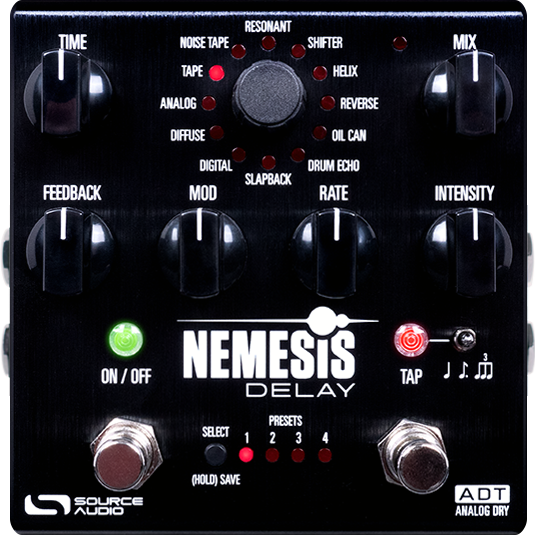 RESONANT
TIME
NOISE TAPE
SHIFTER
MIX
TAPE
HELIX
ANALOG
REVERSE
DIFFUSE
OIL CAN
DIGITAL
DRUM ECHO
SLAPBACK
FEEDBACK
MOD
RATE
INTENSITY
NEMESIS
DELAY
ON / OFF
TAP
3
PRESETS
SELECT
1 2 3 4
(HOLD) SAVE
SOURCE
AUDIO
ADT
ANALOG DRY